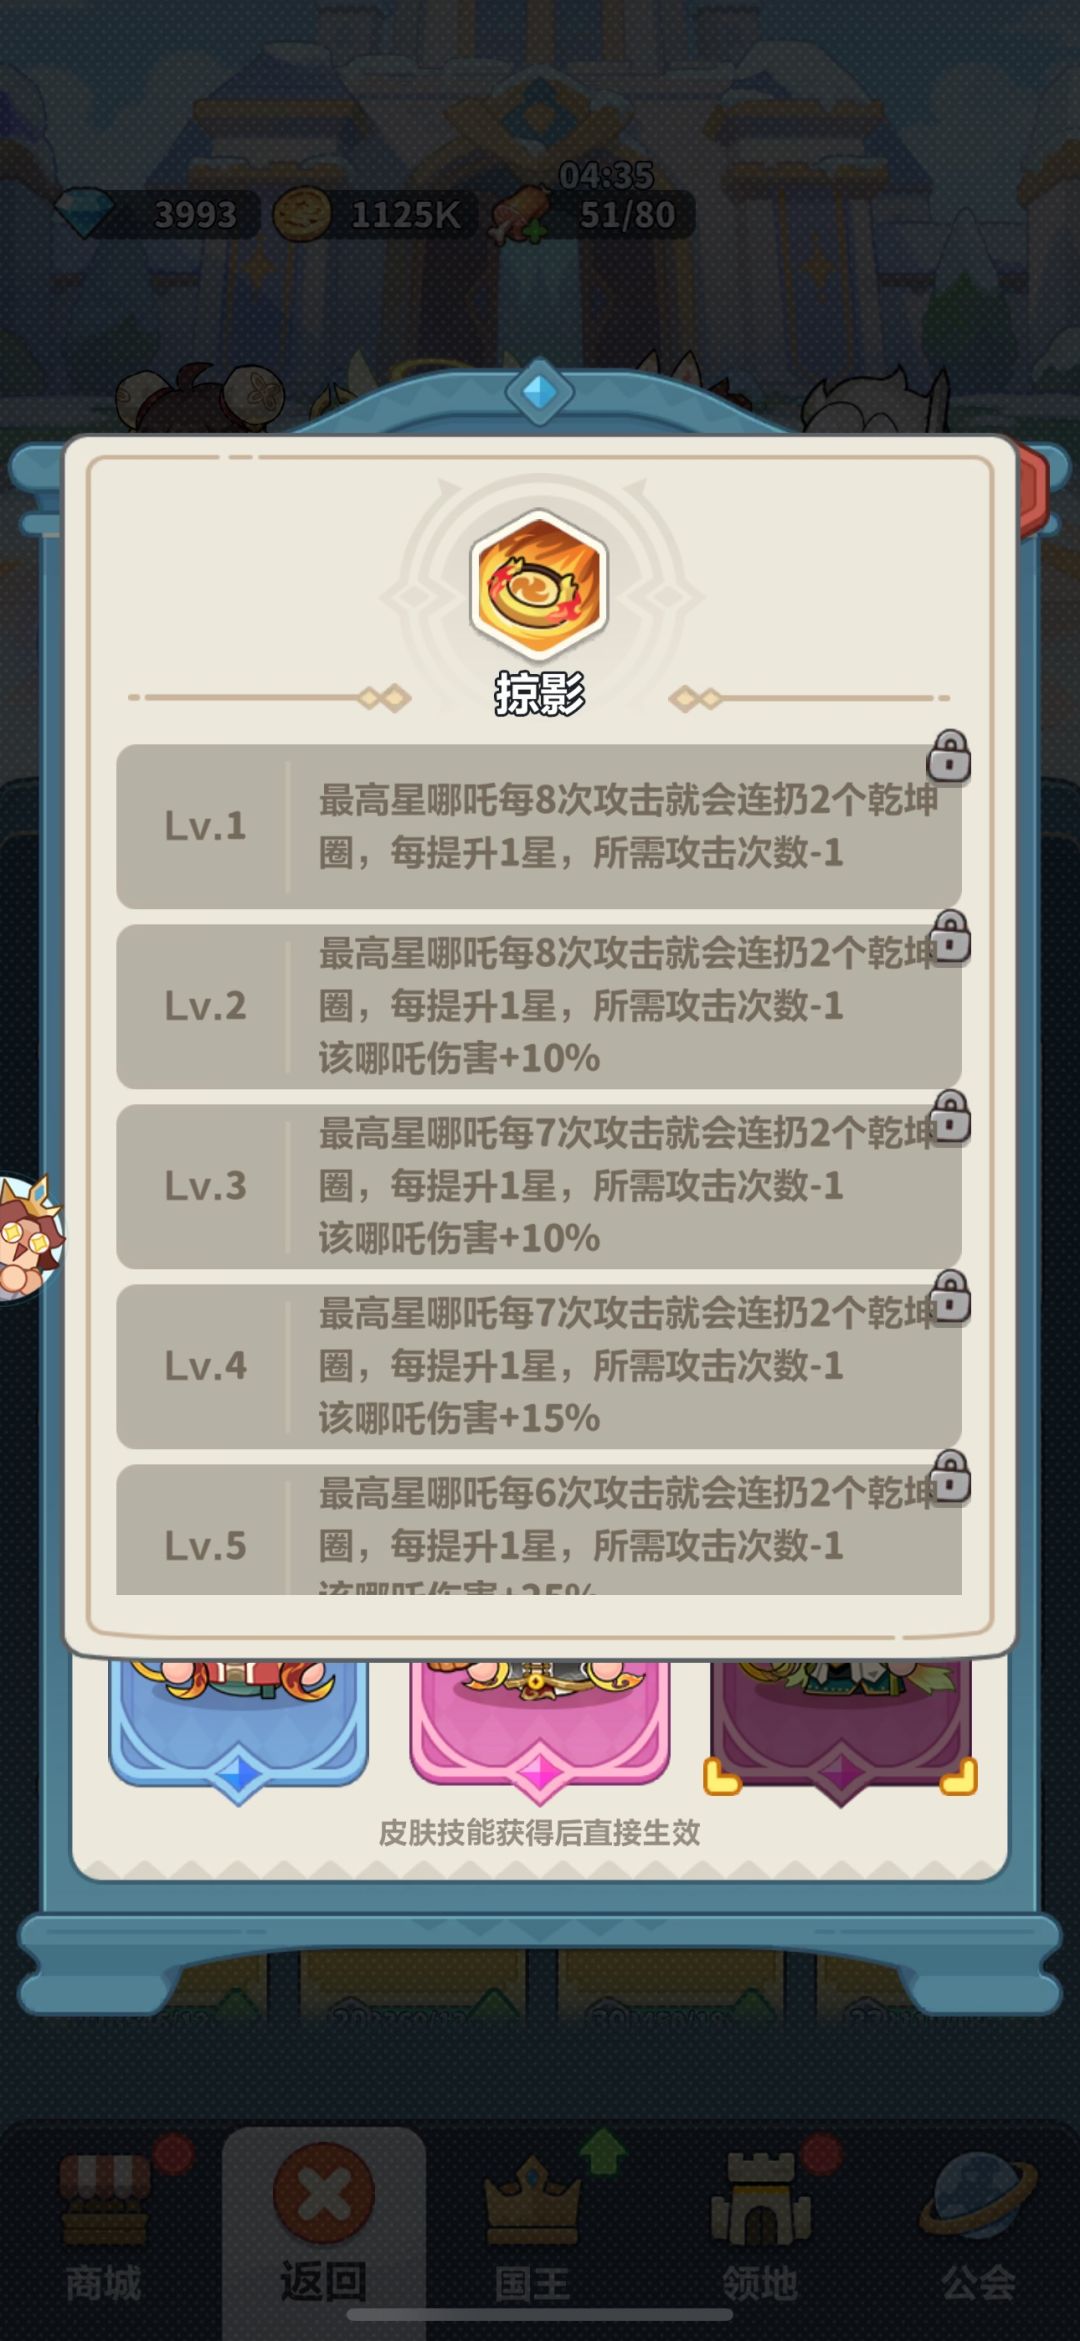 04:35
3993
1125K
51/80
掠影
Lv.1
最高星哪吒每8次攻击就会连扔2个乾坤
圈，每提升1星，所需攻击次数-1
Lv.2
最高星哪吒每8次攻击就会连扔2个乾坤
圈，每提升1星，所需攻击次数-1
该哪吒伤害+10%
Lv.3
最高星哪吒每7次攻击就会连扔2个乾坤
圈，每提升1星，所需攻击次数-1
该哪吒伤害+10%
Lv.4
最高星哪吒每7次攻击就会连扔2个乾坤
圈，每提升1星，所需攻击次数-1
该哪吒伤害+15%
Lv.5
最高星哪吒每6次攻击就会连扔2个乾坤
圈，每提升1星，所需攻击次数-1
该哪吒伤害+25%
皮肤技能获得后直接生效
商城
返回
国王
领地
公会